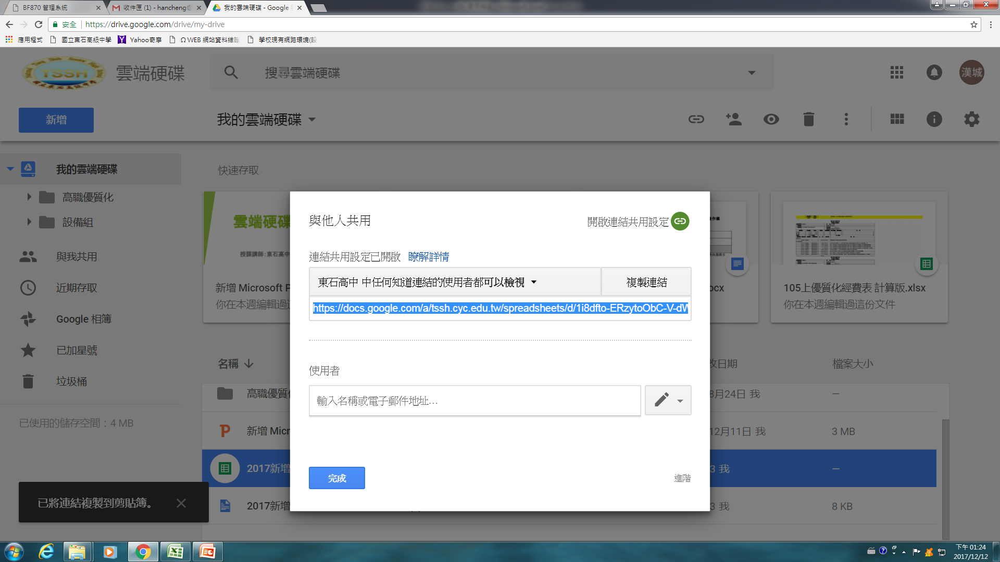 BF870 管理系統
收件匣 (1) - hancheng@
我的雲端硬碟 - Google
安全 https://drive.google.com/drive/my-drive
應用程式
國立東石高級中學
Yahoo奇摩
Ω WEB 網站資料維護
學校現有網路環境(設
TSSH
雲端硬碟
搜尋雲端硬碟
漢城
新增
我的雲端硬碟
我的雲端硬碟
高職優質化
設備組
與我共用
近期存取
Google 相簿
已加星號
垃圾桶
已使用的儲存空間：4 MB
快速存取
雲端硬碟
授課講師:東石高中
新增 Microsoft P
你在本週編輯過這
ocx
105上優質化經費表 計算版.xlsx
你在本週編輯過這份文件
與他人共用
開啟連結共用設定
連結共用設定已開啟 瞭解詳情
東石高中 中任何知道連結的使用者都可以檢視
複製連結
https://docs.google.com/a/tssh.cyc.edu.tw/spreadsheets/d/1i8dfto-ERzytoObC-V-dW
使用者
輸入名稱或電子郵件地址...
完成
進階
名稱
改日期
檔案大小
高職優質化
8月24日 我
—
新增 Micr
12月11日 我
3 MB
2017新增
3 我
—
2017新增
3 我
8 KB
已將連結複製到剪貼簿。
下午 01:24
2017/12/12